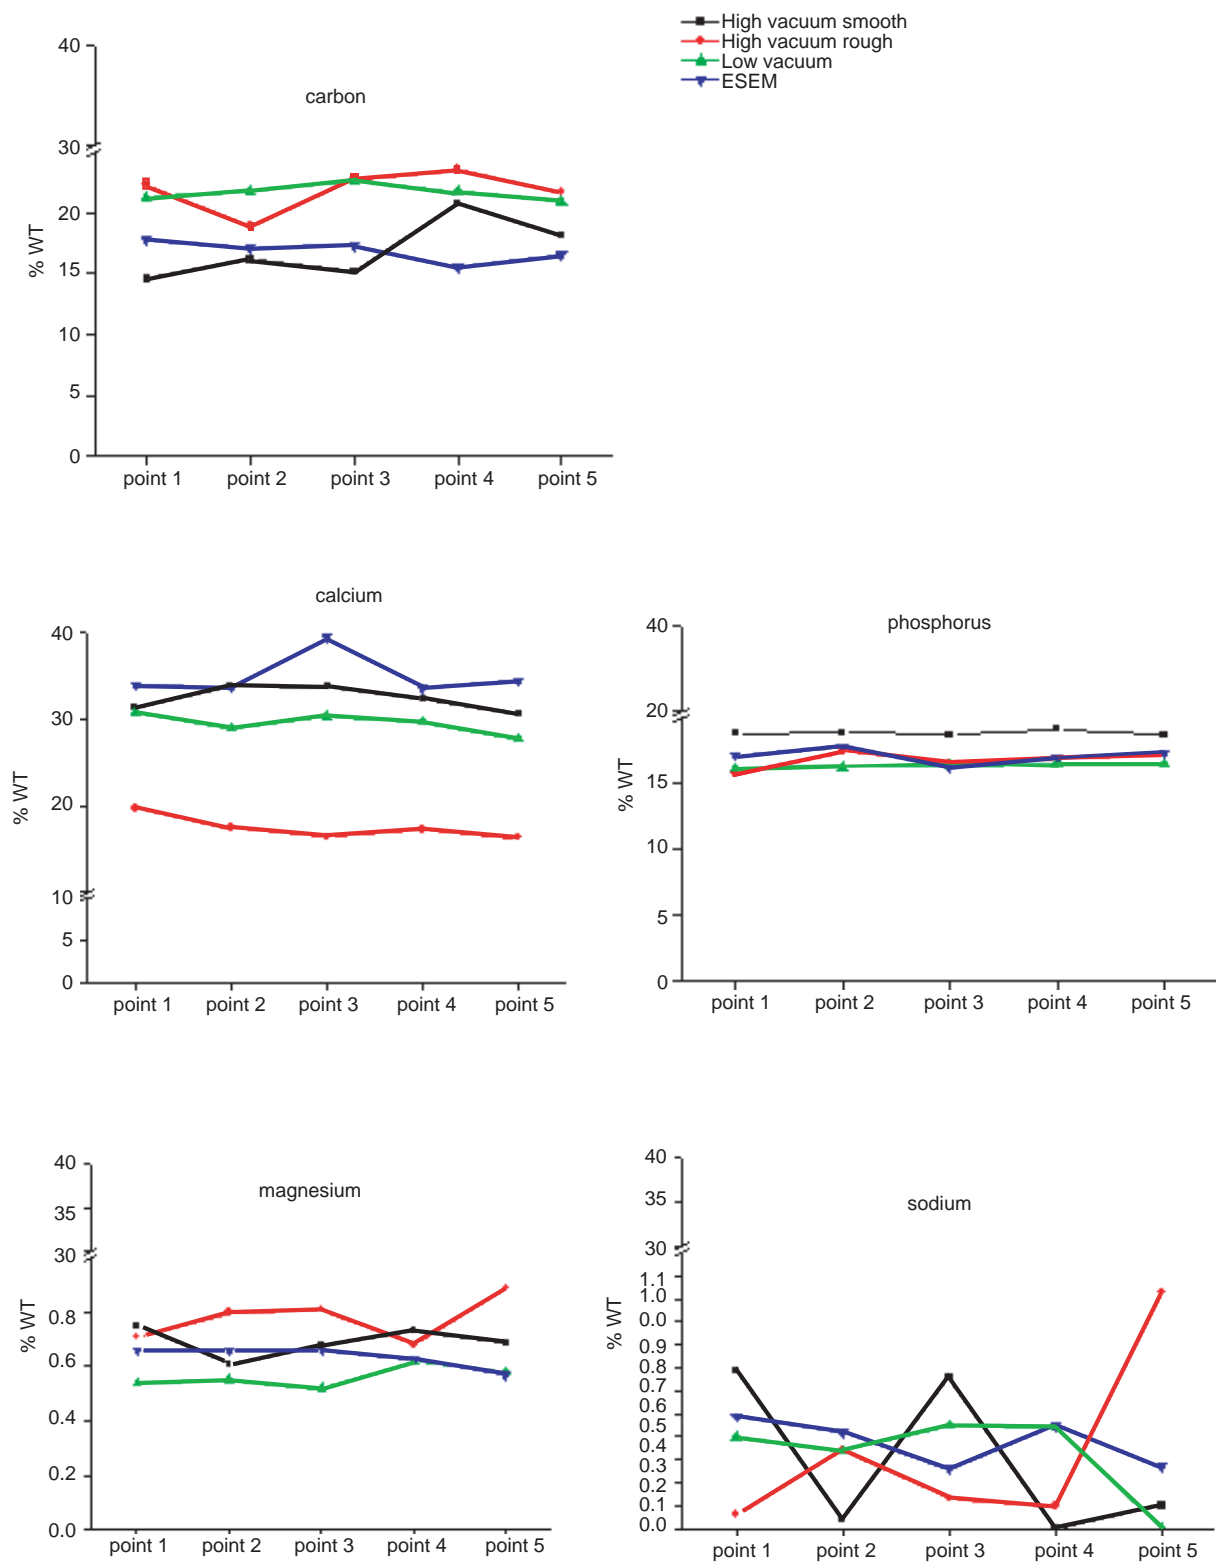 High vacuum smooth
High vacuum rough
Low vacuum
ESEM
carbon
40
30
20
15
10
5
0
% WT
point 1 point 2 point 3 point 4 point 5
calcium
40
30
20
10
5
0
% WT
point 1 point 2 point 3 point 4 point 5
phosphorus
40
20
15
10
5
0
% WT
point 1 point 2 point 3 point 4 point 5
magnesium
40
35
30
0.8
0.6
0.4
0.2
0.0
% WT
point 1 point 2 point 3 point 4 point 5
sodium
40
35
30
1.1
1.0
0.0
0.8
0.7
0.6
0.5
0.4
0.3
0.2
0.1
0.0
% WT
point 1 point 2 point 3 point 4 point 5